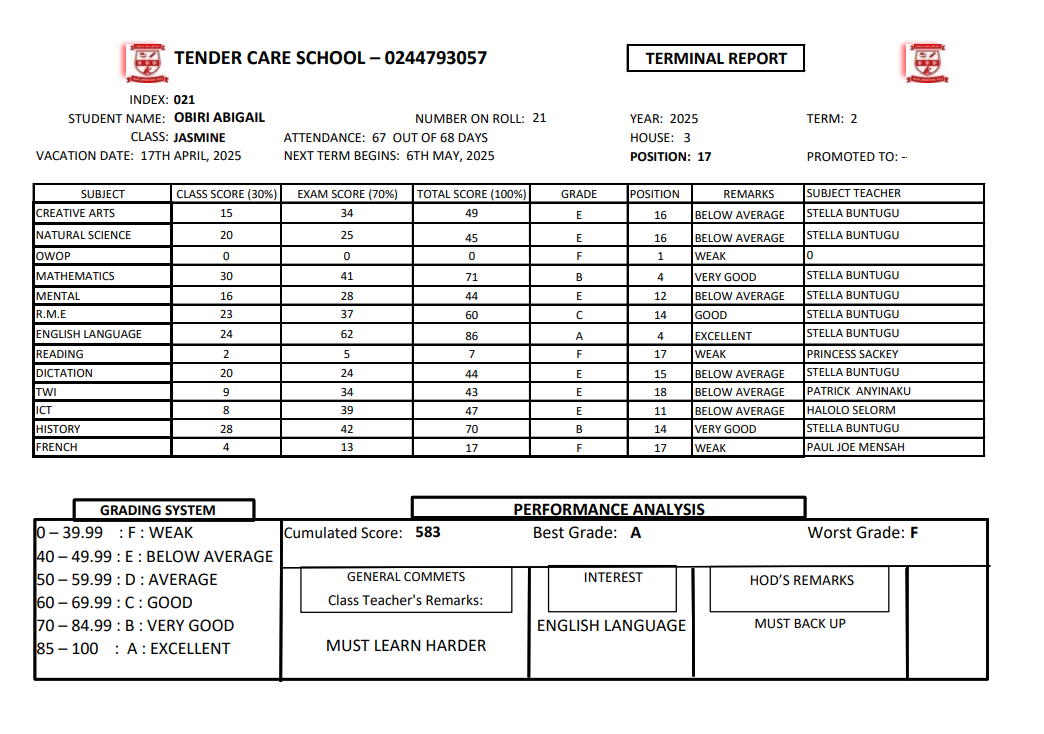 TENDER CARE SCHOOL – 0244793057
TERMINAL REPORT
INDEX: 021
STUDENT NAME: OBIRI ABIGAIL NUMBER ON ROLL: 21 YEAR: 2025 TERM: 2
CLASS: JASMINE ATTENDANCE: 67 OUT OF 68 DAYS HOUSE: 3
VACATION DATE: 17TH APRIL, 2025 NEXT TERM BEGINS: 6TH MAY, 2025 POSITION: 17 PROMOTED TO: --
SUBJECT CLASS SCORE (30%) EXAM SCORE (70%) TOTAL SCORE (100%) GRADE POSITION REMARKS SUBJECT TEACHER
CREATIVE ARTS 15 34 49 E 16 BELOW AVERAGE STELLA BUNTUGU
NATURAL SCIENCE 20 25 45 E 16 BELOW AVERAGE STELLA BUNTUGU
OWOP 0 0 0 F 1 WEAK 0
MATHEMATICS 30 41 71 B 4 VERY GOOD STELLA BUNTUGU
MENTAL 16 28 44 E 12 BELOW AVERAGE STELLA BUNTUGU
R.M.E 23 37 60 C 14 GOOD STELLA BUNTUGU
ENGLISH LANGUAGE 24 62 86 A 4 EXCELLENT STELLA BUNTUGU
READING 2 5 7 F 17 WEAK PRINCESS SACKEY
DICTATION 20 24 44 E 15 BELOW AVERAGE STELLA BUNTUGU
TWI 9 34 43 E 18 BELOW AVERAGE PATRICK ANYINAKU
ICT 8 39 47 E 11 BELOW AVERAGE HALOLO SELORM
HISTORY 28 42 70 B 14 VERY GOOD STELLA BUNTUGU
FRENCH 4 13 17 F 17 WEAK PAUL JOE MENSAH
GRADING SYSTEM
0 – 39.99 : F : WEAK
40 – 49.99 : E : BELOW AVERAGE
50 – 59.99 : D : AVERAGE
60 – 69.99 : C : GOOD
70 – 84.99 : B : VERY GOOD
85 – 100 : A : EXCELLENT
PERFORMANCE ANALYSIS
Cumulated Score: 583 Best Grade: A Worst Grade: F
GENERAL COMMETS
Class Teacher's Remarks:
MUST LEARN HARDER
INTEREST
ENGLISH LANGUAGE
HOD'S REMARKS
MUST BACK UP